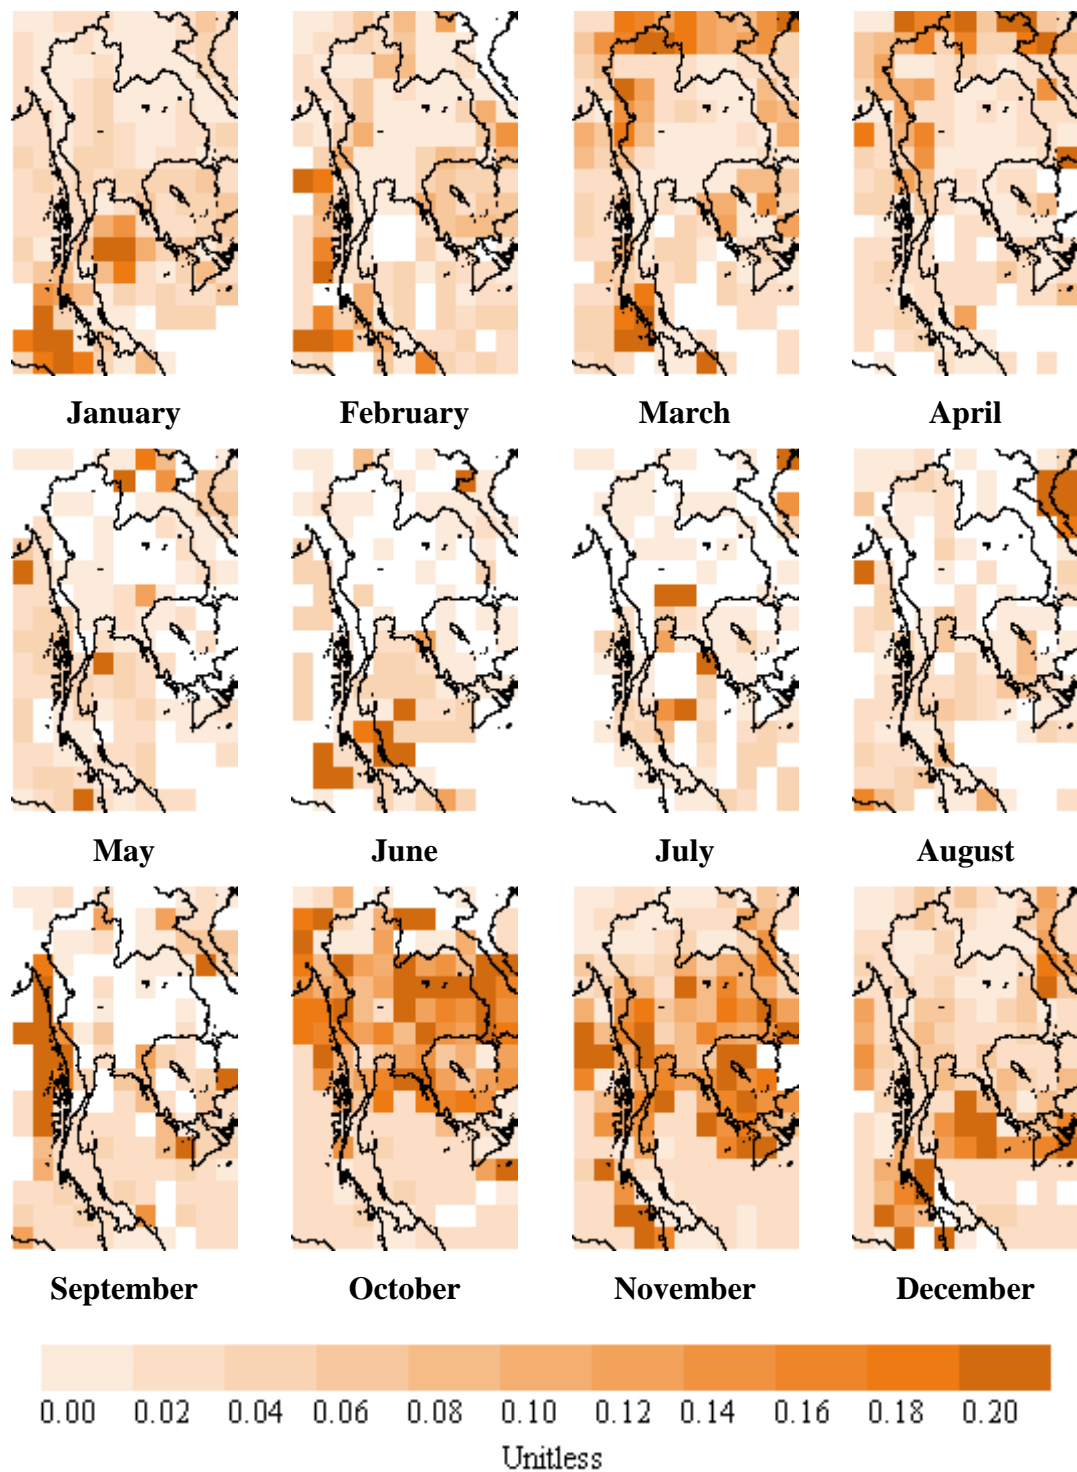 January February March April
May June July August
September October November December
0.00 0.02 0.04 0.06 0.08 0.10 0.12 0.14 0.16 0.18 0.20
Unitless